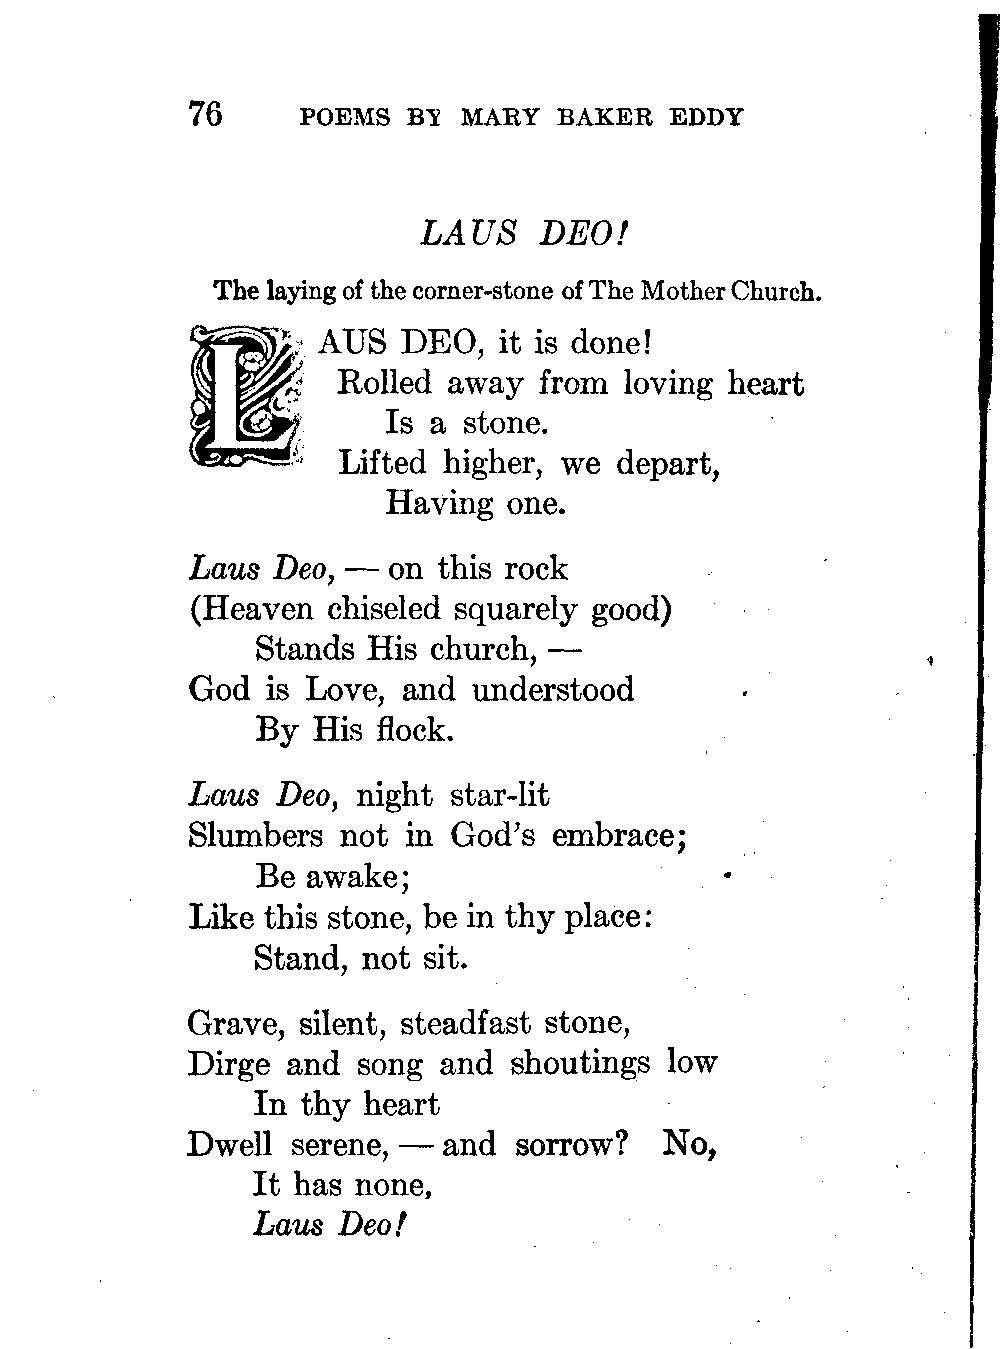 76 POEMS BY MARY BAKER EDDY
LAUS DEO!
The laying of the corner-stone of The Mother Church.
LAUS DEO, it is done!
Rolled away from loving heart
Is a stone.
Lifted higher, we depart,
Having one.
Laus Deo, — on this rock
(Heaven chiseled squarely good)
Stands His church, —
God is Love, and understood
By His flock.
Laus Deo, night star-lit
Slumbers not in God's embrace;
Be awake;
Like this stone, be in thy place:
Stand, not sit.
Grave, silent, steadfast stone,
Dirge and song and shoutings low
In thy heart
Dwell serene, — and sorrow? No,
It has none,
Laus Deo!